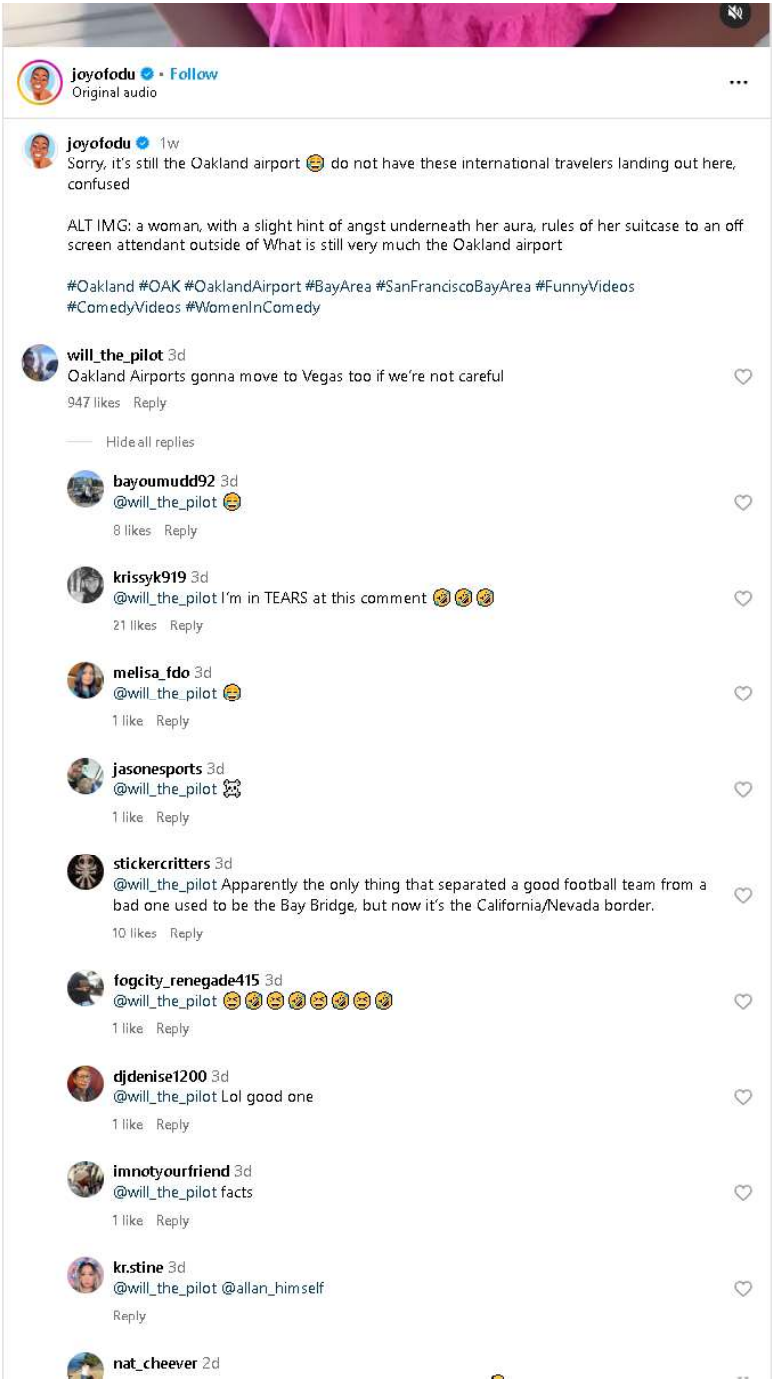 joyofodu • Follow
Original audio
joyofodu 1w
Sorry, it's still the Oakland airport 😂 do not have these international travelers landing out here,
confused
ALT IMG: a woman, with a slight hint of angst underneath her aura, rules of her suitcase to an off
screen attendant outside of What is still very much the Oakland airport
#Oakland #OAK #OaklandAirport #BayArea #SanFranciscoBayArea #FunnyVideos
#ComedyVideos #WomenInComedy
will_the_pilot 3d
Oakland Airports gonna move to Vegas too if we're not careful
947 likes Reply
Hide all replies
bayoumudd92 3d
@will_the_pilot 😂
8 likes Reply
krissyk919 3d
@will_the_pilot I'm in TEARS at this comment 🤣🤣🤣
21 likes Reply
melisa_fdo 3d
@will_the_pilot 😂
1 like Reply
jasonesports 3d
@will_the_pilot ☠️
1 like Reply
stickercritters 3d
@will_the_pilot Apparently the only thing that separated a good football team from a
bad one used to be the Bay Bridge, but now it's the California/Nevada border.
10 likes Reply
fogcity_renegade415 3d
@will_the_pilot 😆🤣😆🤣😆🤣😆🤣
1 like Reply
djdenise1200 3d
@will_the_pilot Lol good one
1 like Reply
imnotyourfriend 3d
@will_the_pilot facts
1 like Reply
kr.stine 3d
@will_the_pilot @allan_himself
Reply
nat_cheever 2d